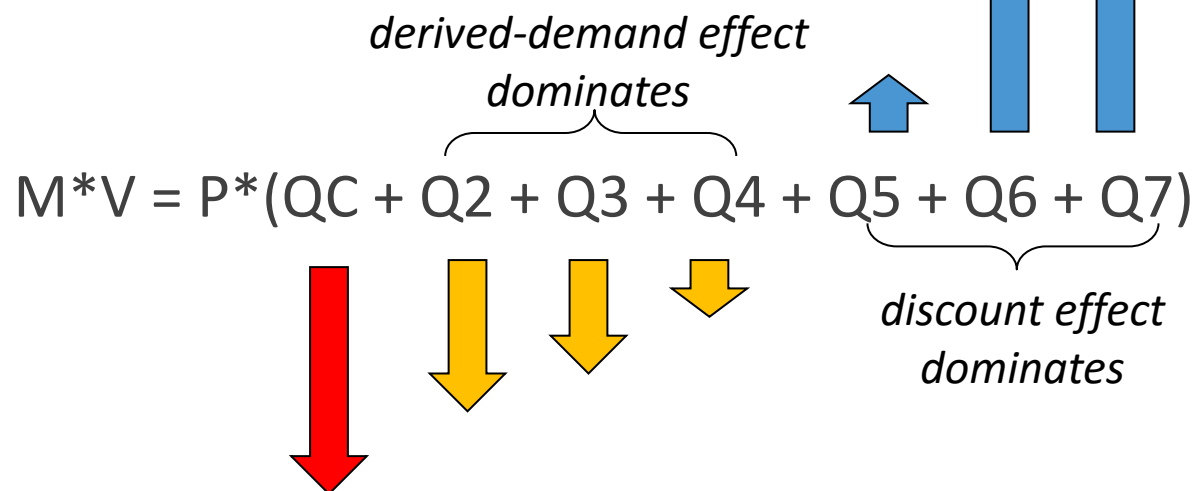 derived-demand effect
dominates
M*V = P*(QC + Q2 + Q3 + Q4 + Q5 + Q6 + Q7)
discount effect
dominates